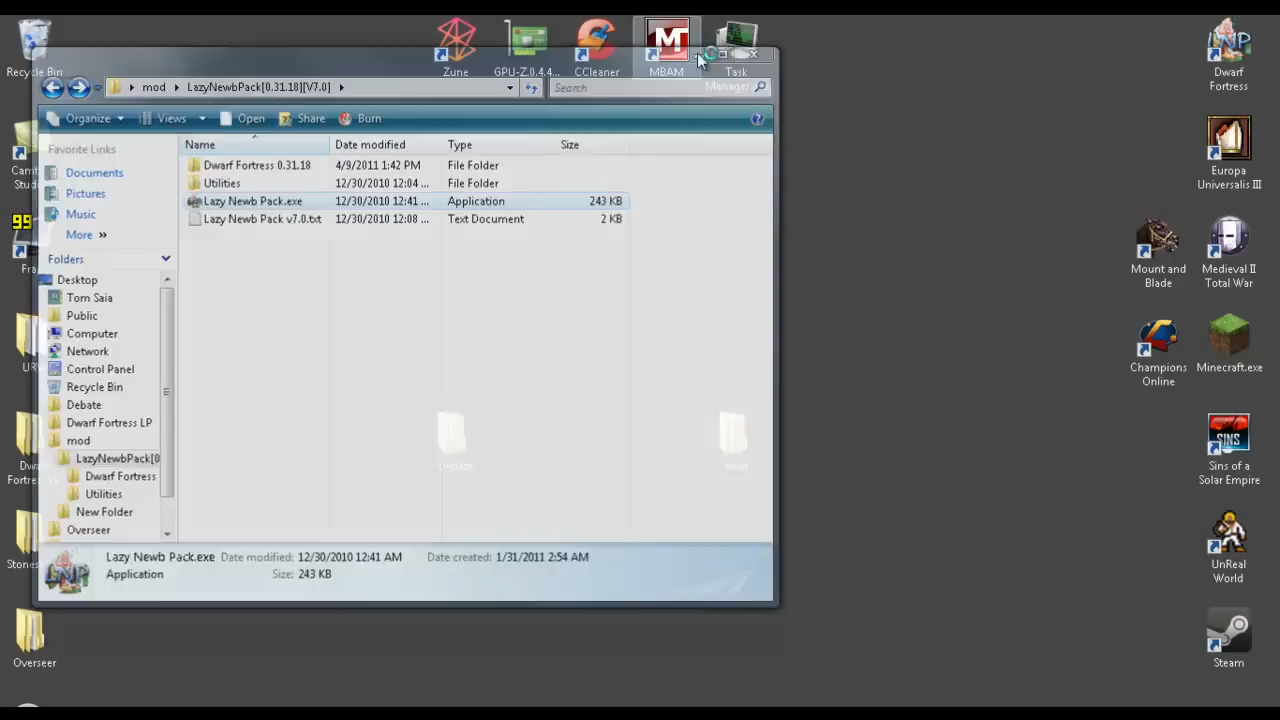 Recycle Bin
Zune
GPU-Z.0.4.4...
CCleaner
MBAM
Task
Manager
LNP
Dwarf
Fortress
mod
LazyNewbPack[0.31.18][V7.0]
Search
Organize
Views
Open
Share
Burn
Favorite Links
Documents
Pictures
Music
More »
Folders
Desktop
Tom Saia
Public
Computer
Network
Control Panel
Recycle Bin
Debate
Dwarf Fortress LP
mod
LazyNewbPack[0
Dwarf Fortress
Utilities
New Folder
Overseer
Name Date modified Type Size
Dwarf Fortress 0.31.18 4/9/2011 1:42 PM File Folder
Utilities 12/30/2010 12:04 ... File Folder
Lazy Newb Pack.exe 12/30/2010 12:41 ... Application 243 KB
Lazy Newb Pack v7.0.txt 12/30/2010 12:08 ... Text Document 2 KB
Lazy Newb Pack.exe Date modified: 12/30/2010 12:41 AM Date created: 1/31/2011 2:54 AM
Application Size: 243 KB
99
Overseer
Europa
Universalis III
Mount and
Blade
Medieval II
Total War
Champions
Online
Minecraft.exe
SINS
Sins of a
Solar Empire
UnReal
World
Steam